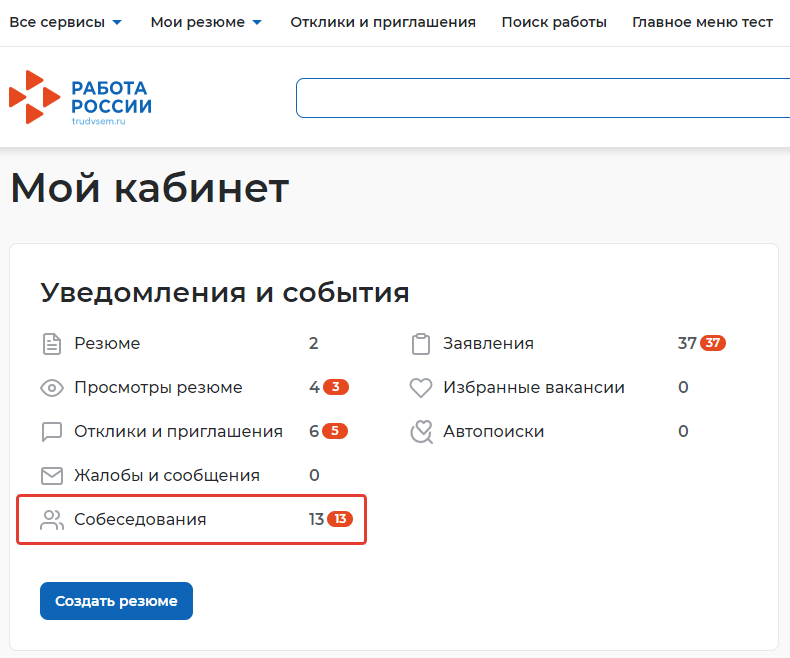 Все сервисы Мои резюме Отклики и приглашения Поиск работы Главное меню тест
РАБОТА
РОССИИ
trudvsem.ru
Мой кабинет
Уведомления и события
Резюме 2
Просмотры резюме 4 3
Отклики и приглашения 6 5
Жалобы и сообщения 0
Собеседования 13 13
Заявления 37 37
Избранные вакансии 0
Автопоиски 0
Создать резюме